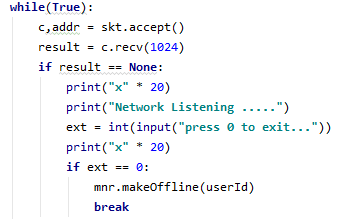 while(True):
    c,addr = skt.accept()
    result = c.recv(1024)
    if result == None:
        print("x" * 20)
        print("Network Listening .....")
        ext = int(input("press 0 to exit..."))
        print("x" * 20)
        if ext == 0:
            mnr.makeOffline(userId)
            break